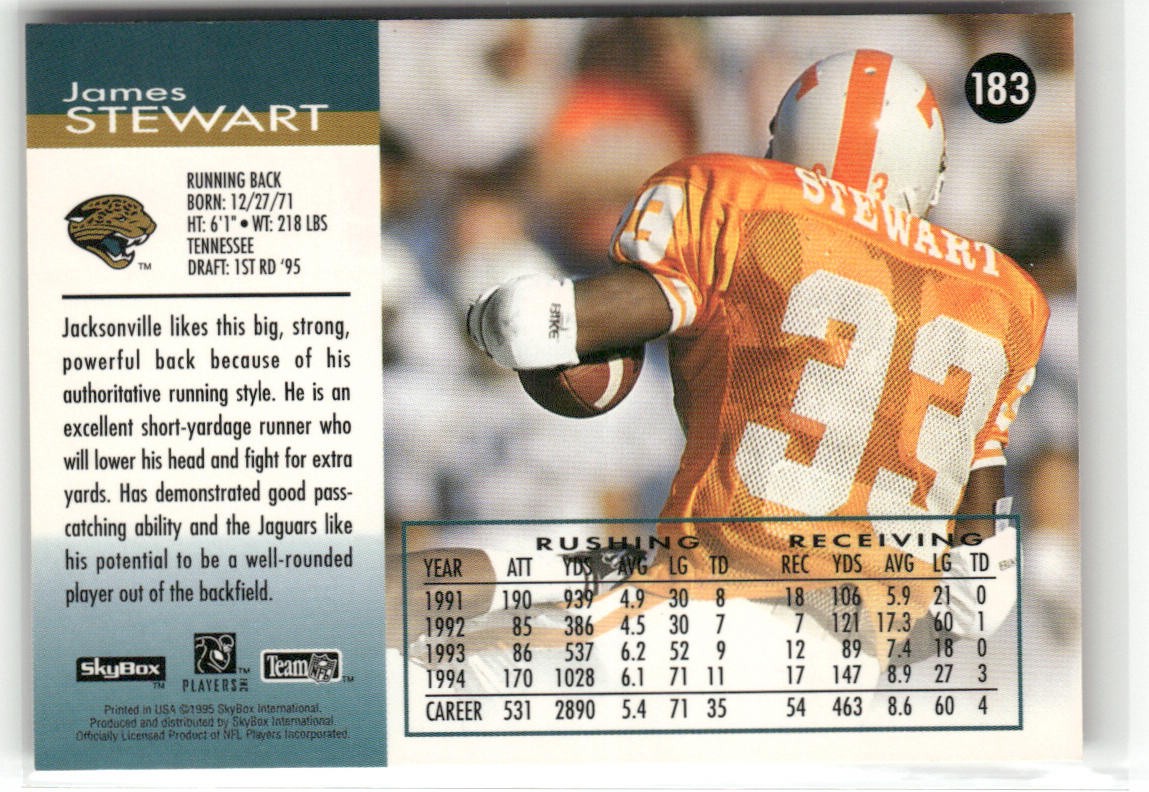 James
STEWART
183
RUNNING BACK
BORN: 12/27/71
HT: 6'1" • WT: 218 LBS
TENNESSEE
DRAFT: 1ST RD '95
TM
Jacksonville likes this big, strong,
powerful back because of his
authoritative running style. He is an
excellent short-yardage runner who
will lower his head and fight for extra
yards. Has demonstrated good pass-
catching ability and the Jaguars like
his potential to be a well-rounded
player out of the backfield.
SkyBox TM
PLAYERS INC TM
Team NFL TM
Printed in USA ©1995 SkyBox International.
Produced and distributed by SkyBox International
Officially Licensed Product of NFL Players Incorporated.
STEWART
33
33
3
BIKE
RUSHING RECEIVING
YEAR ATT YDS AVG LG TD REC YDS AVG LG TD
1991 190 939 4.9 30 8 18 106 5.9 21 0
1992 85 386 4.5 30 7 7 121 17.3 60 1
1993 86 537 6.2 52 9 12 89 7.4 18 0
1994 170 1028 6.1 71 11 17 147 8.9 27 3
CAREER 531 2890 5.4 71 35 54 463 8.6 60 4